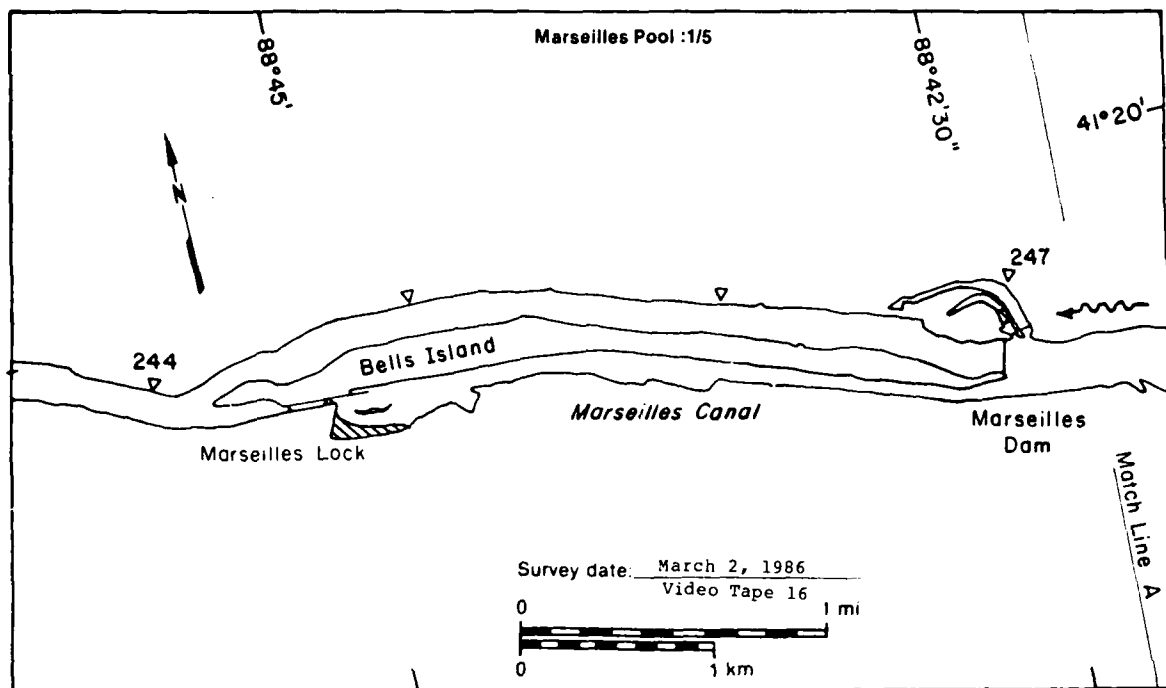 Marseilles Pool :1/5
88°45'
88°42'30"
41°20'
N
247
244
Bells Island
Marseilles Canal
Marseilles Lock
Marseilles
Dam
Match Line A
Survey date: March 2, 1986
Video Tape 16
0 1 mi
0 1 km